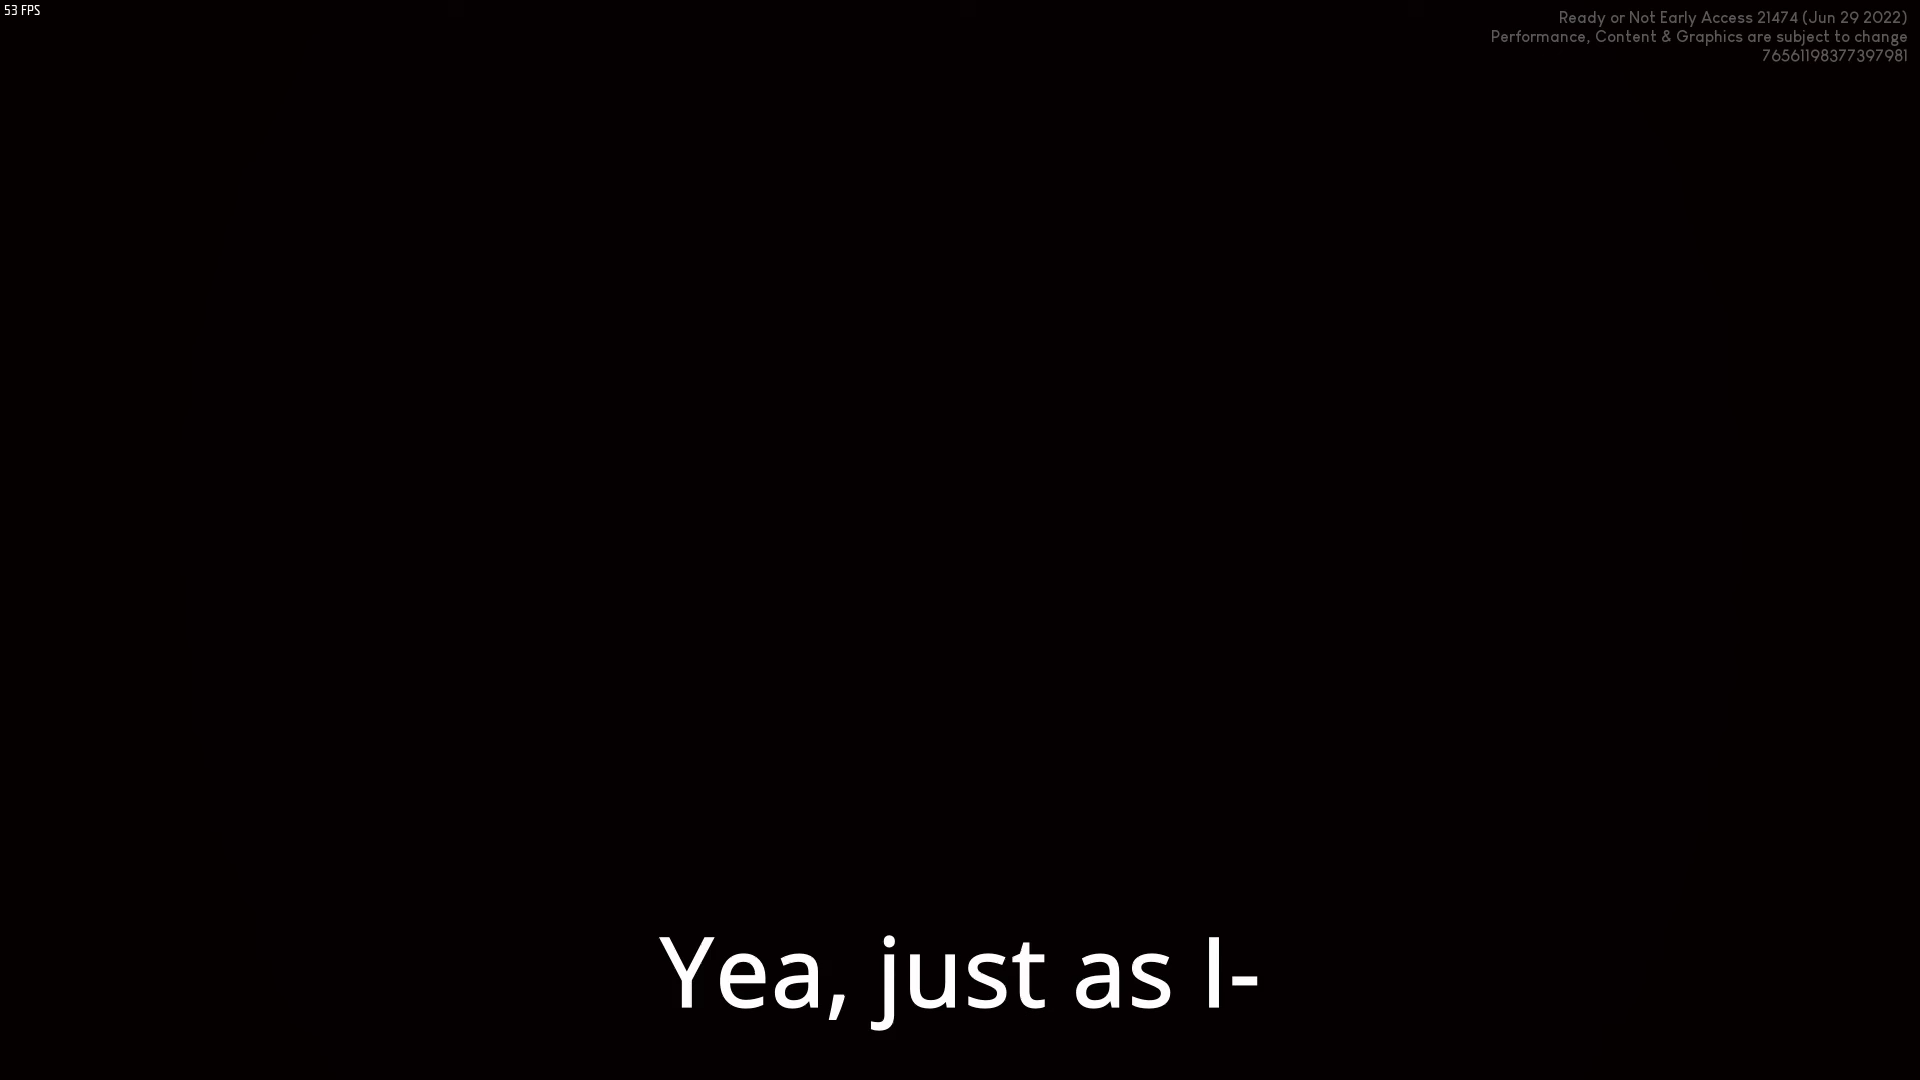 53 FPS
Ready or Not Early Access 21474 (Jun 29 2022)
Performance, Content & Graphics are subject to change
76561198377397981
Yea, just as I-